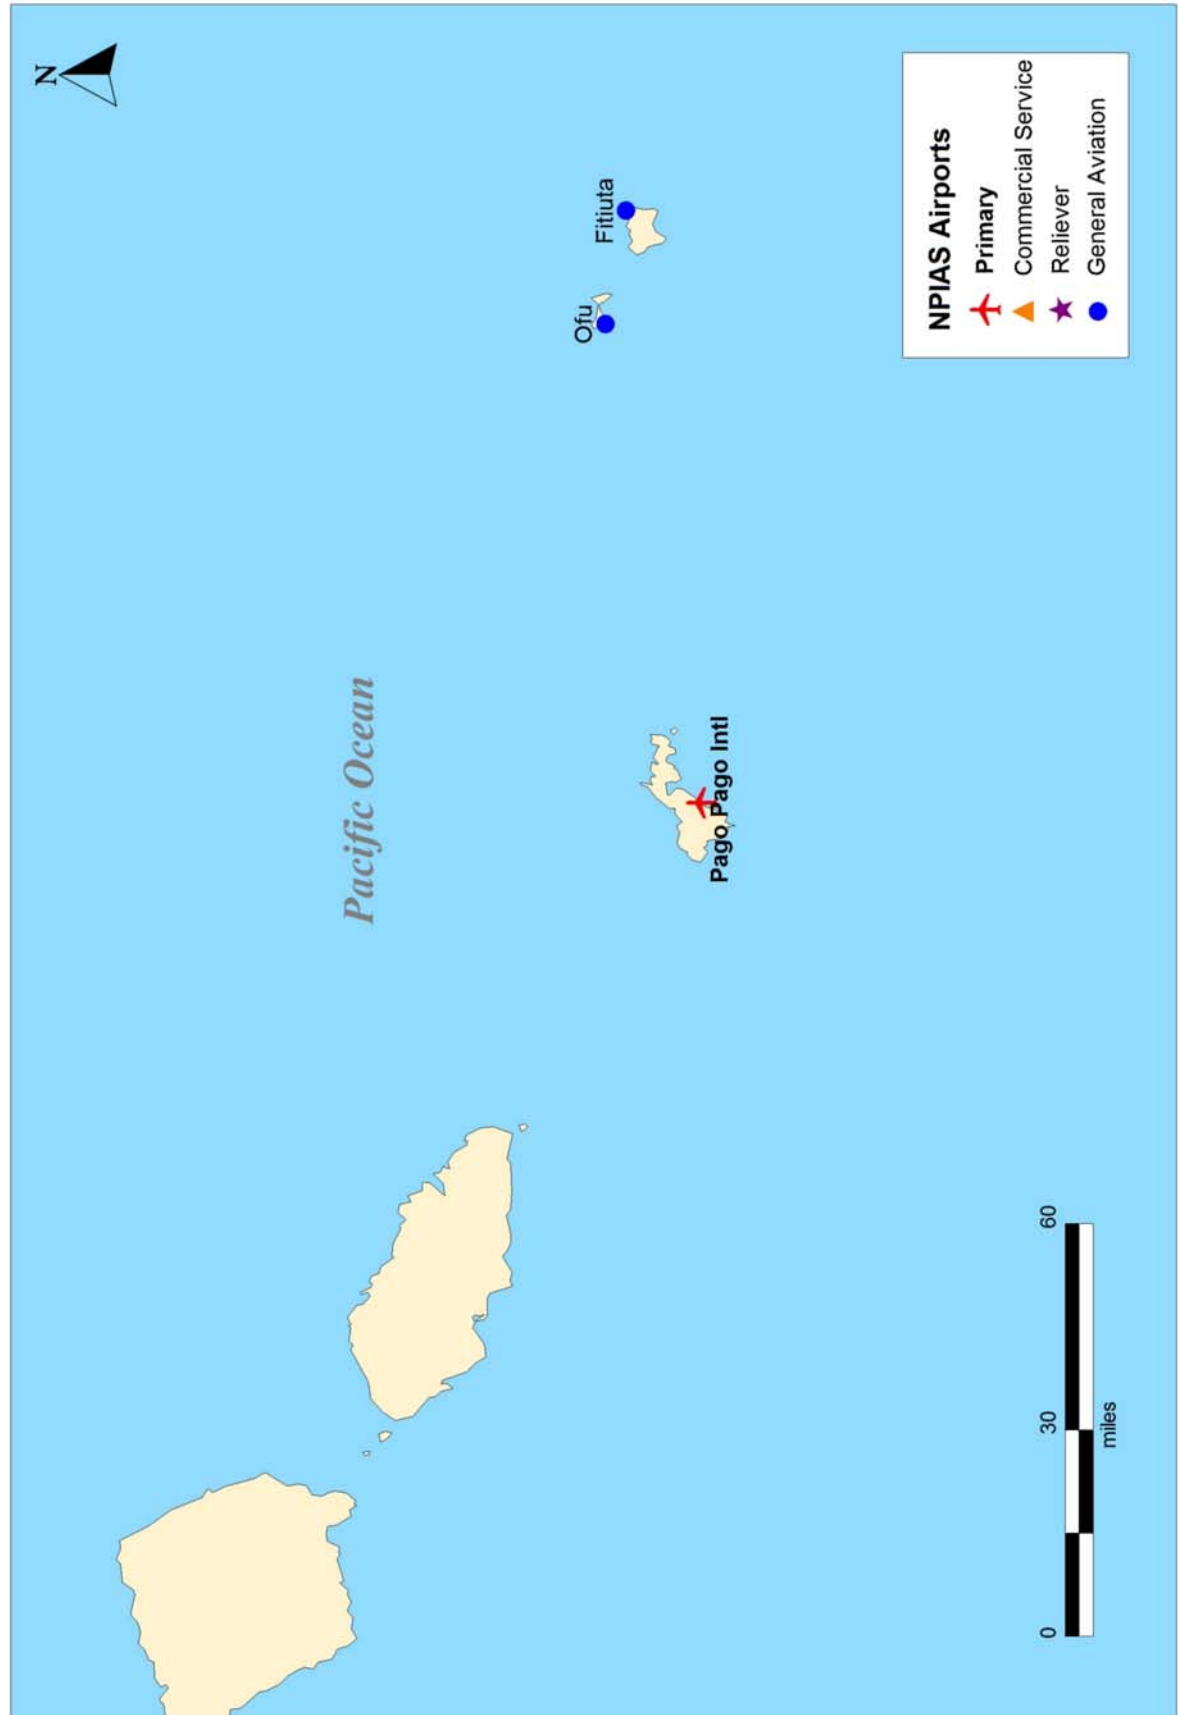 N
Fitiuta
Ofu
Pacific Ocean
Pago Pago Intl
NPIAS Airports
Primary
Commercial Service
Reliever
General Aviation
0
30
60
miles